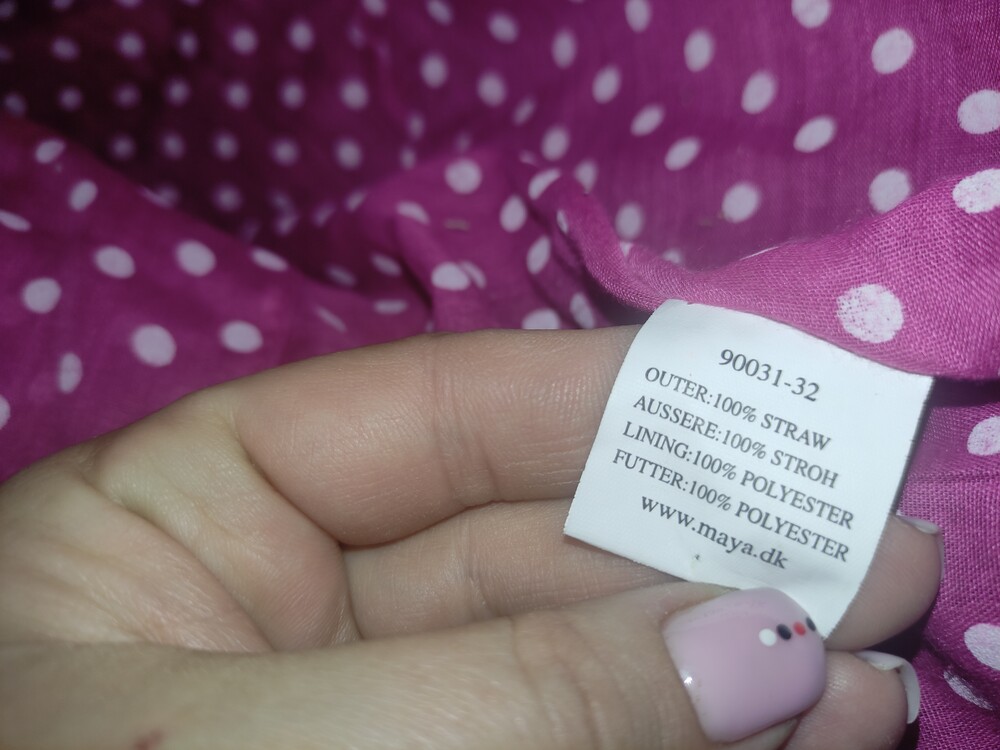 90031-32
OUTER:100% STRAW
AUSSERE:100% STROH
LINING:100% POLYESTER
FUTTER:100% POLYESTER
www.maya.dk